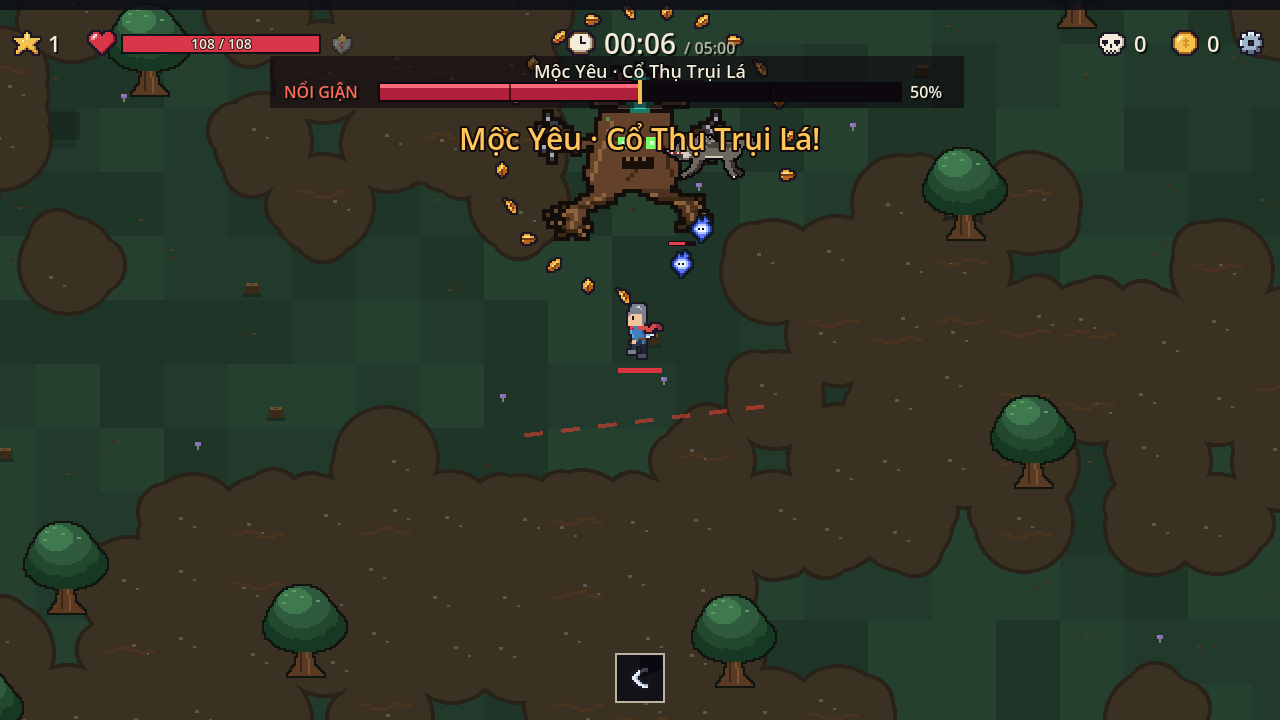 1
108 / 108
00:06 / 05:00
0
0
Mộc Yêu · Cổ Thụ Trụi Lá
NỔI GIẬN
50%
Mộc Yêu · Cổ Thụ Trụi Lá!